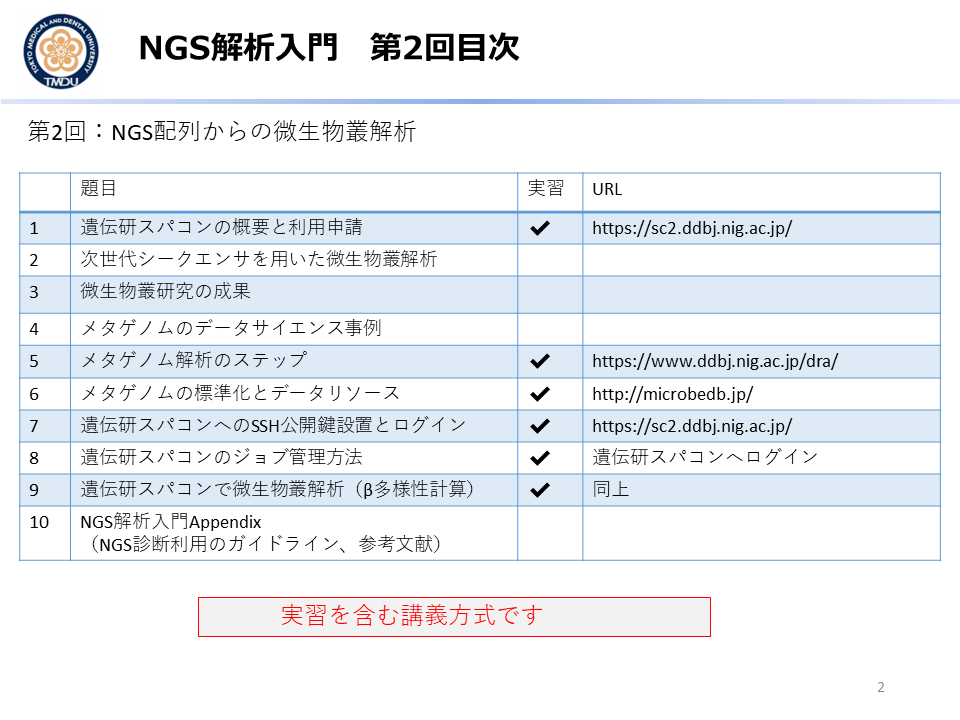 TOKYO MEDICAL AND DENTAL UNIVERSITY
TMDU
NGS解析入門　第2回目次
第2回：NGS配列からの微生物叢解析
題目 実習 URL
1 遺伝研スパコンの概要と利用申請 ✔ https://sc2.ddbj.nig.ac.jp/
2 次世代シークエンサを用いた微生物叢解析
3 微生物叢研究の成果
4 メタゲノムのデータサイエンス事例
5 メタゲノム解析のステップ ✔ https://www.ddbj.nig.ac.jp/dra/
6 メタゲノムの標準化とデータリソース ✔ http://microbedb.jp/
7 遺伝研スパコンへのSSH公開鍵設置とログイン ✔ https://sc2.ddbj.nig.ac.jp/
8 遺伝研スパコンのジョブ管理方法 ✔ 遺伝研スパコンへログイン
9 遺伝研スパコンで微生物叢解析（β多様性計算） ✔ 同上
10 NGS解析入門Appendix
（NGS診断利用のガイドライン、参考文献）
実習を含む講義方式です
2